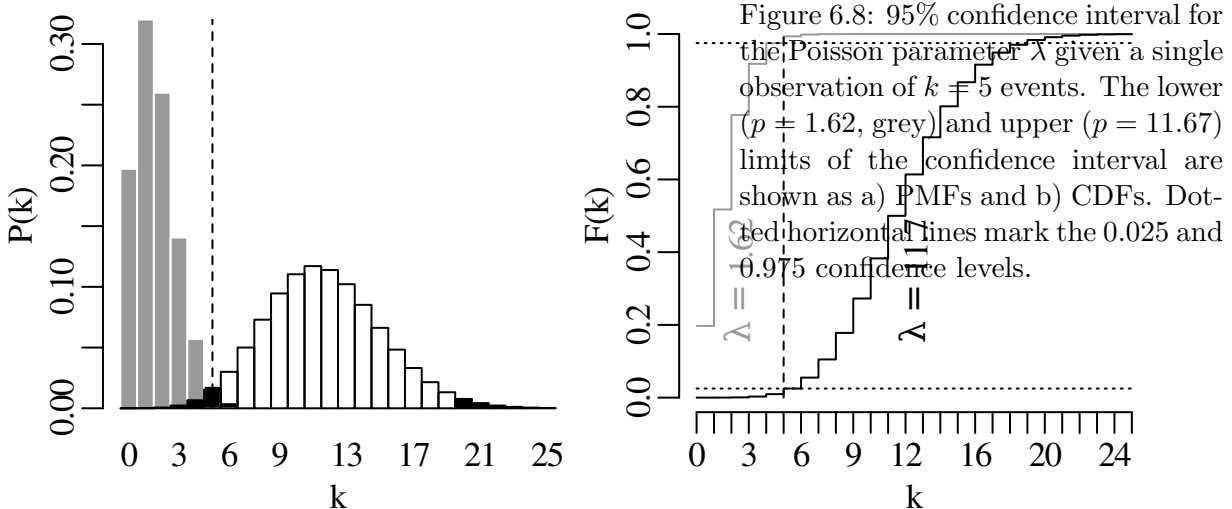 0.30
0.20
0.10
0.00
P(k)
0 3 6 9 13 17 21 25
k
1.0
0.8
0.6
0.4
0.2
0.0
F(k)
λ = 1.62
λ = 11.7
0 3 6 9 12 16 20 24
k
Figure 6.8: 95% confidence interval for
the Poisson parameter λ given a single
observation of k = 5 events. The lower
(p = 1.62, grey) and upper (p = 11.67)
limits of the confidence interval are
shown as a) PMFs and b) CDFs. Dot-
ted horizontal lines mark the 0.025 and
0.975 confidence levels.